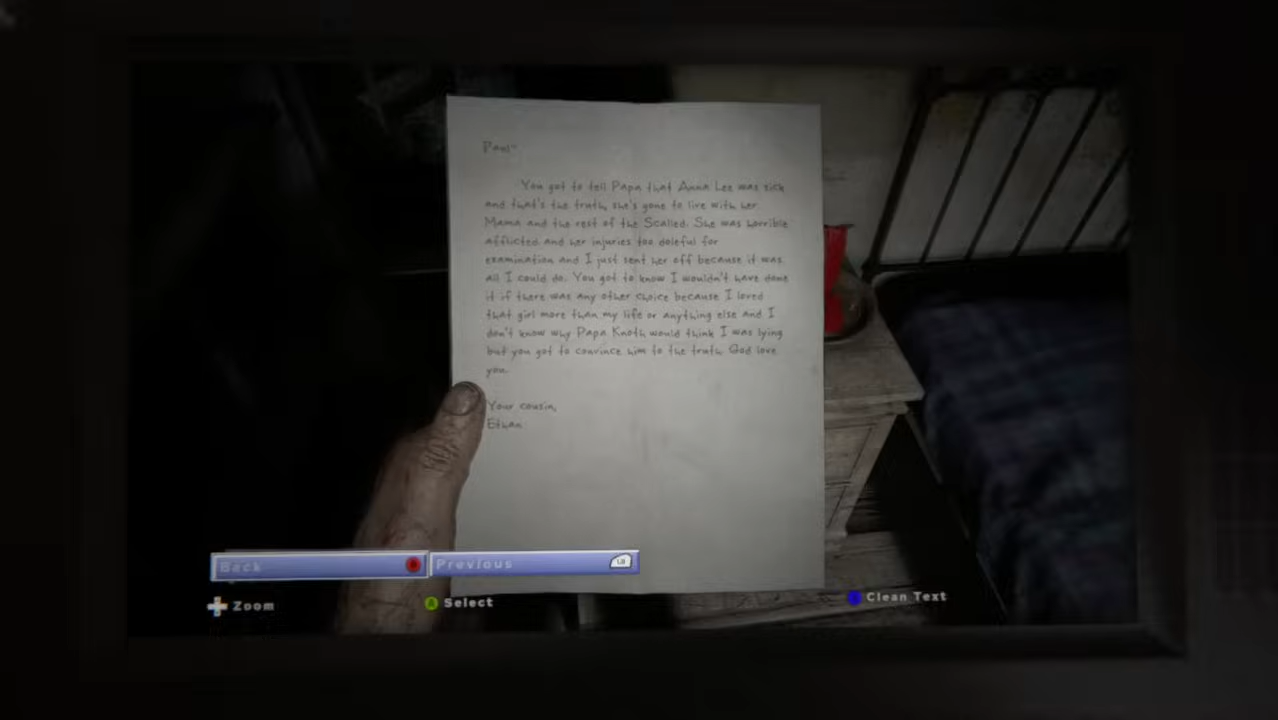 Paul-
You got to tell Papa that Anna Lee was sick
and that's the truth, she's gone to live with her
Mama and the rest of the Scalled. She was horrible
afflicted and her injuries too doleful for
examination and I just sent her off because it was
all I could do. You got to know I wouldn't have done
it if there was any other choice because I loved
that girl more than my life or anything else and I
don't know why Papa Knoth would think I was lying
but you got to convince him to the truth. God love
you.
Your cousin,
Ethan
Back
Previous
LB
Zoom
A Select
Clean Text